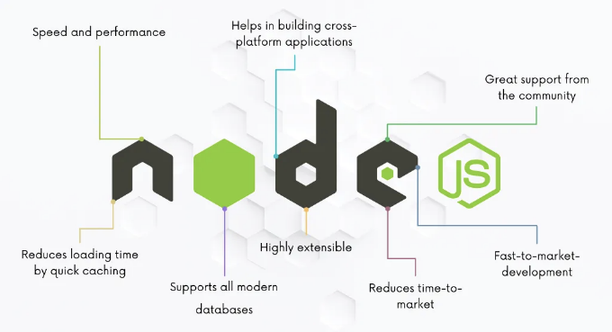 Helps in building cross-
platform applications
Speed and performance
Great support from
the community
node
JS
Reduces loading time
by quick caching
Highly extensible
Fast-to-market-
development
Supports all modern
databases
Reduces time-to-
market